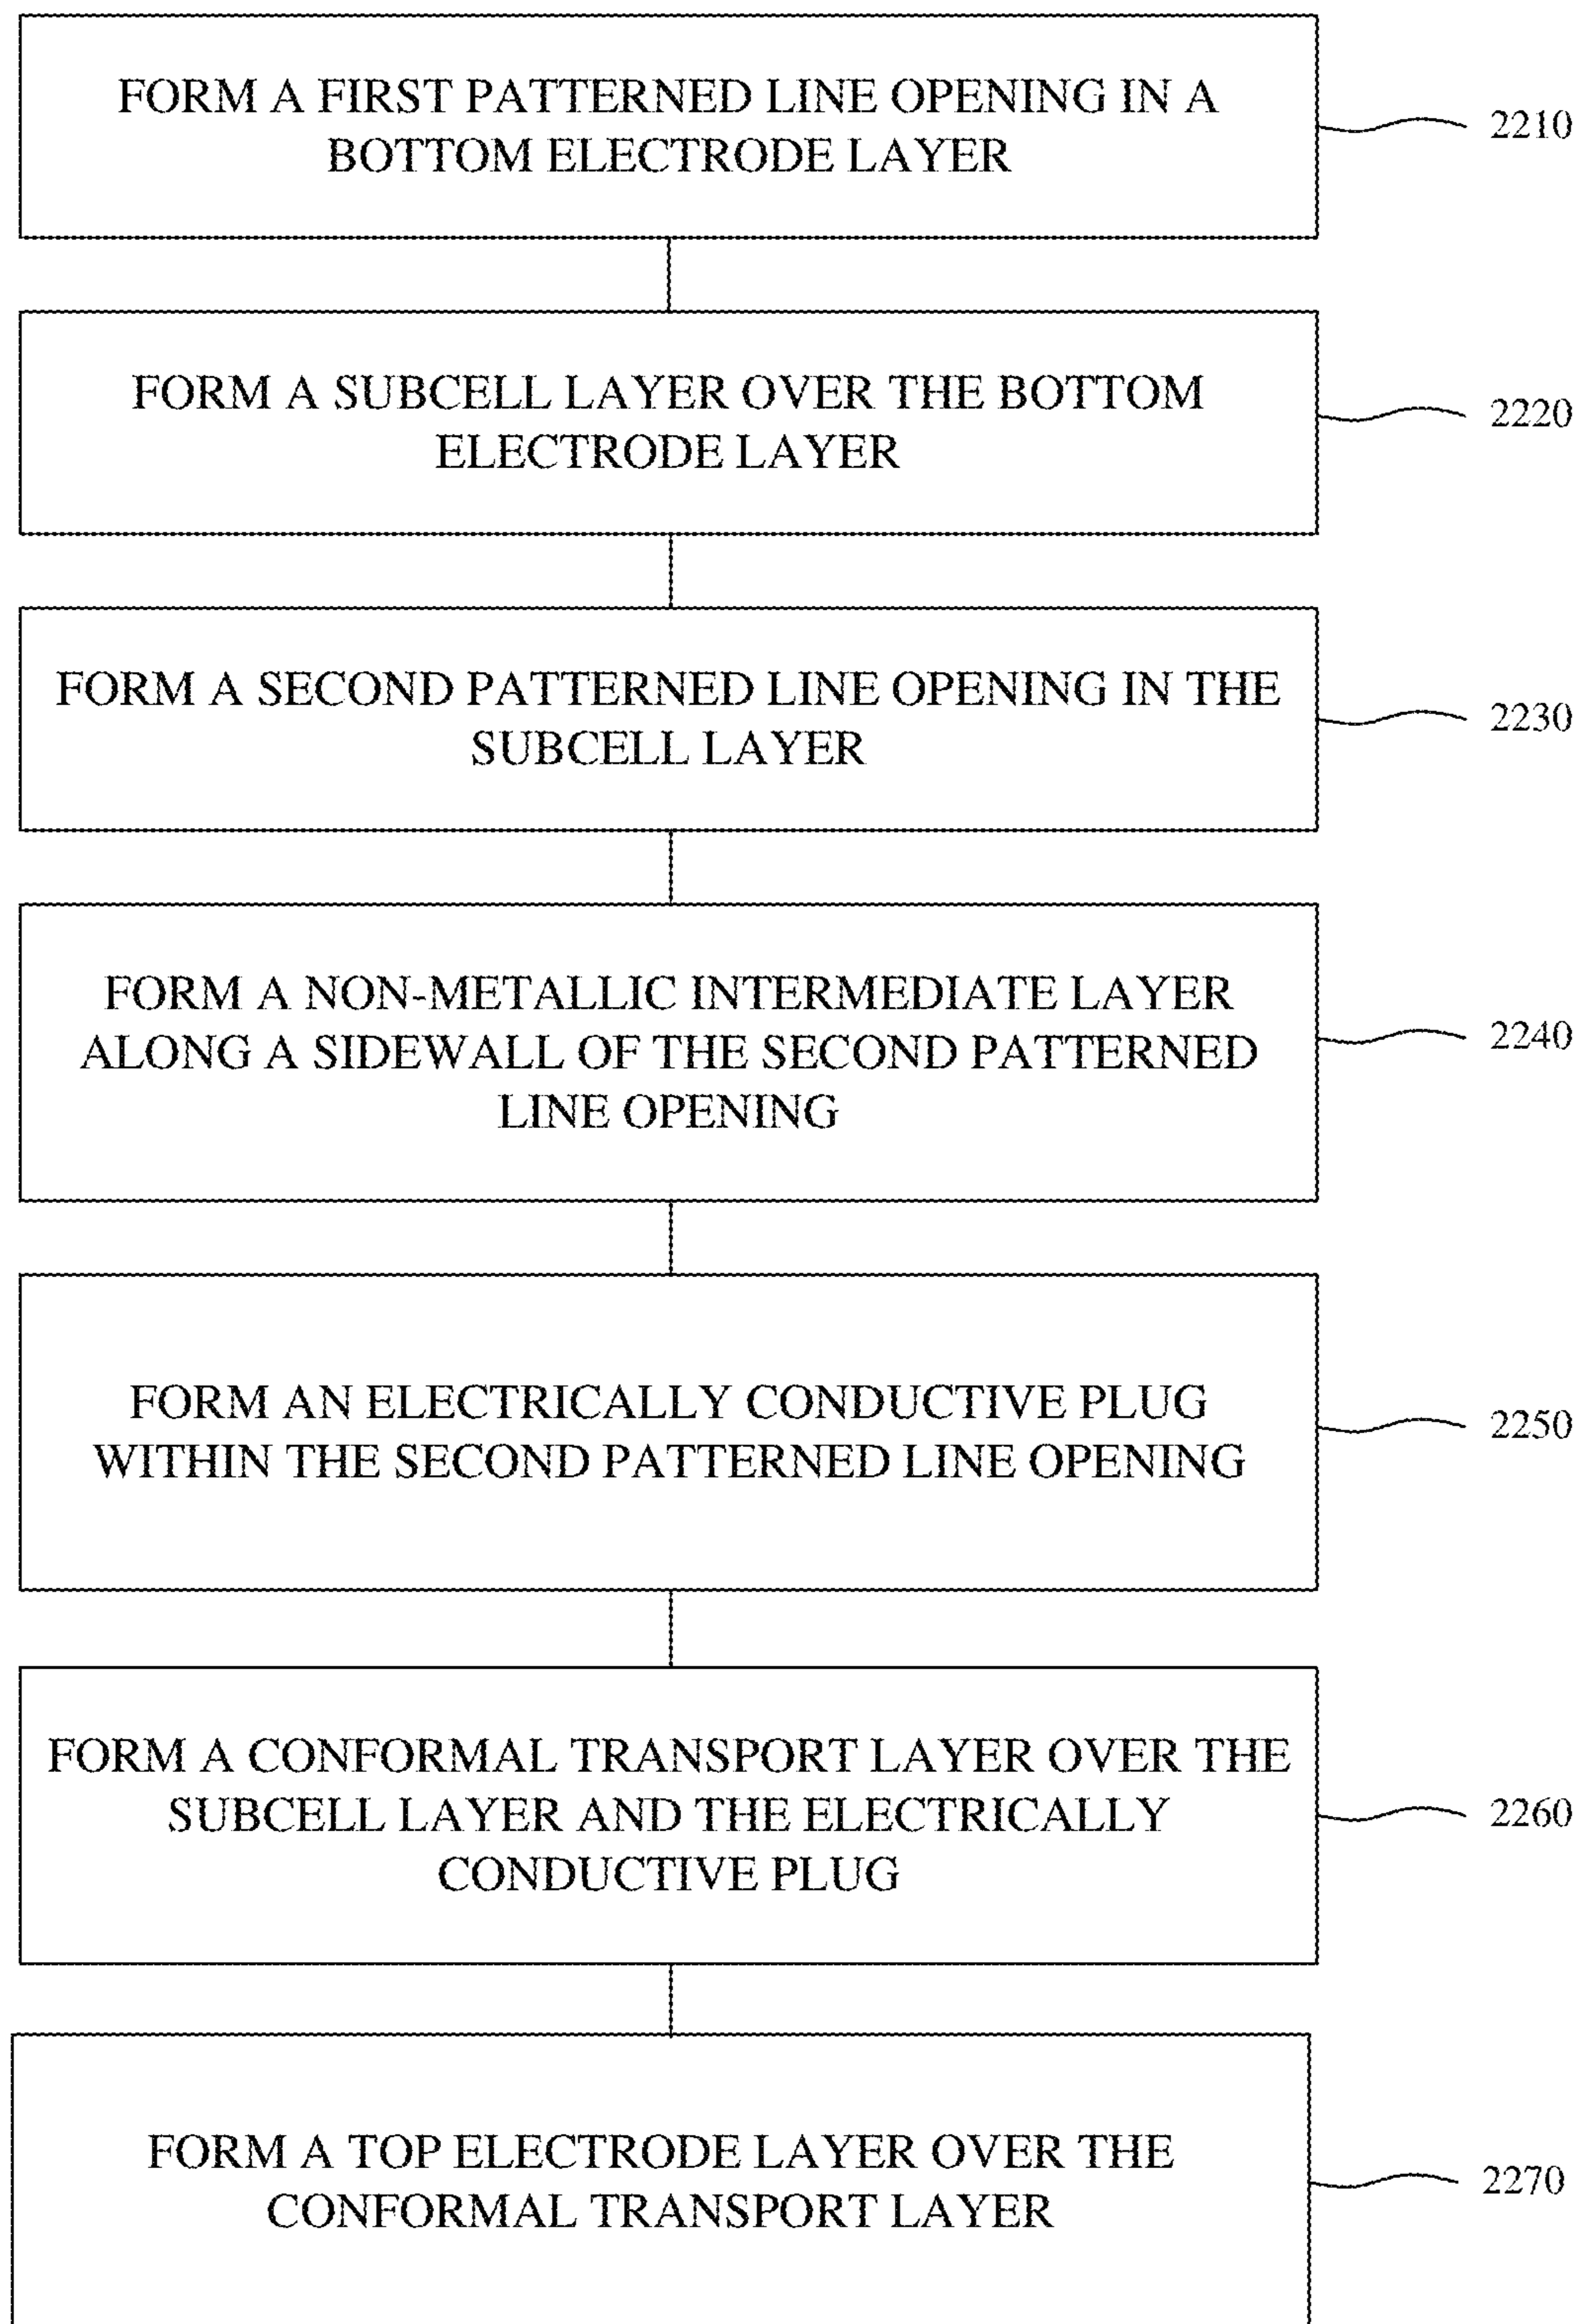 FORM A FIRST PATTERNED LINE OPENING IN A
BOTTOM ELECTRODE LAYER
2210
FORM A SUBCELL LAYER OVER THE BOTTOM
ELECTRODE LAYER
2220
FORM A SECOND PATTERNED LINE OPENING IN THE
SUBCELL LAYER
2230
FORM A NON-METALLIC INTERMEDIATE LAYER
ALONG A SIDEWALL OF THE SECOND PATTERNED
LINE OPENING
2240
FORM AN ELECTRICALLY CONDUCTIVE PLUG
WITHIN THE SECOND PATTERNED LINE OPENING
2250
FORM A CONFORMAL TRANSPORT LAYER OVER THE
SUBCELL LAYER AND THE ELECTRICALLY
CONDUCTIVE PLUG
2260
FORM A TOP ELECTRODE LAYER OVER THE
CONFORMAL TRANSPORT LAYER
2270